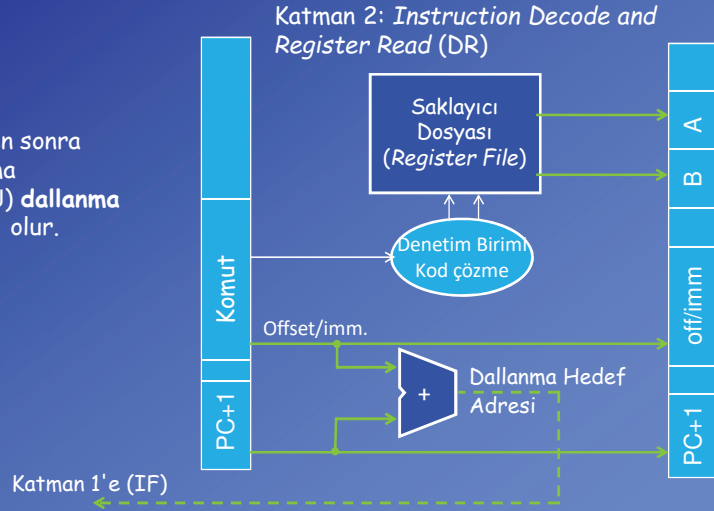 Katman 2: Instruction Decode and
Register Read (DR)
n sonra
na
U) dallanma
olur.
Saklayıcı
Dosyası
(Register File)
A
B
Denetim Birimi
Kod çözme
Komut
Offset/imm.
off/imm
+
Dallanma Hedef
Adresi
PC+1
PC+1
Katman 1'e (IF)